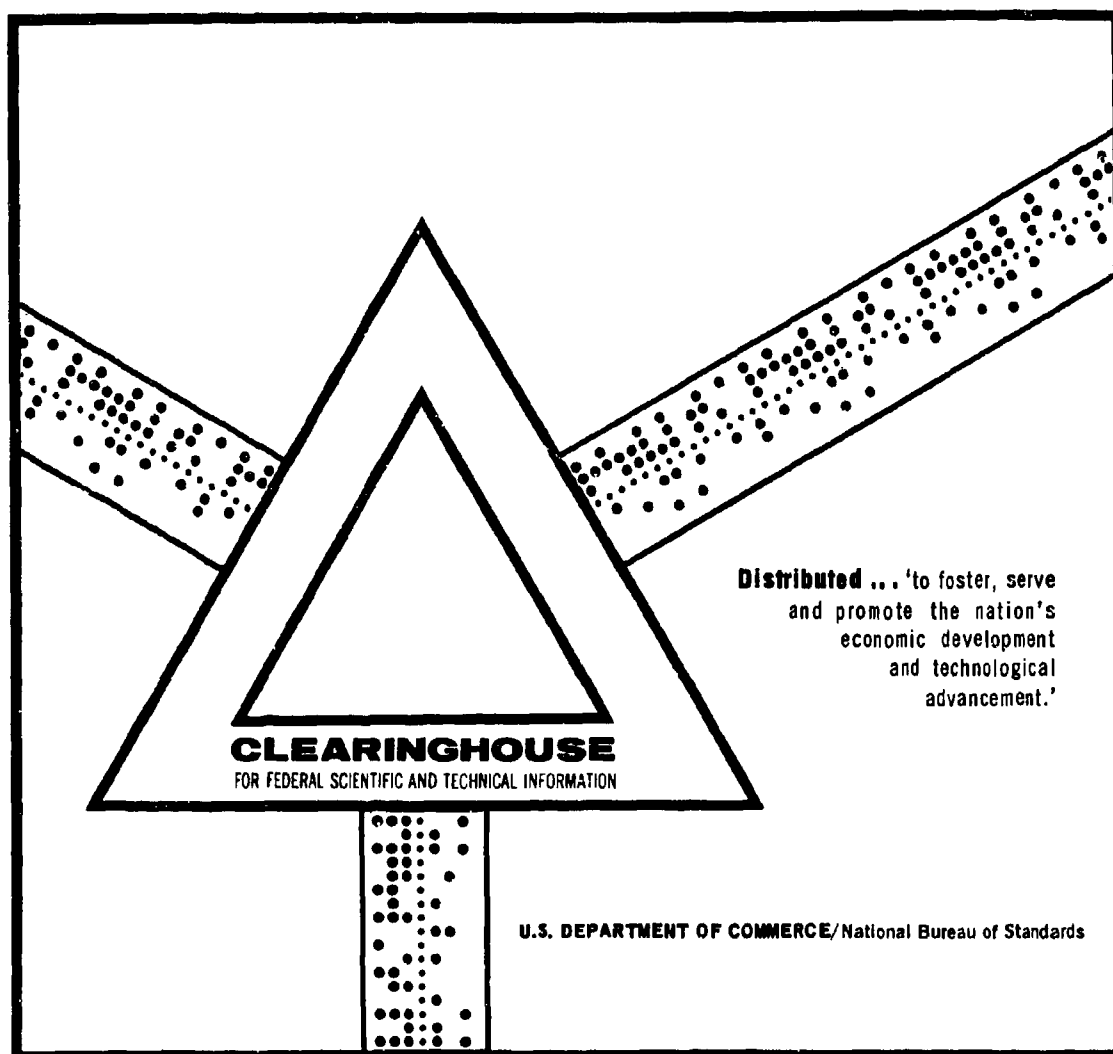 Distributed ... 'to foster, serve
and promote the nation's
economic development
and technological
advancement.'
CLEARINGHOUSE
FOR FEDERAL SCIENTIFIC AND TECHNICAL INFORMATION
U.S. DEPARTMENT OF COMMERCE/National Bureau of Standards